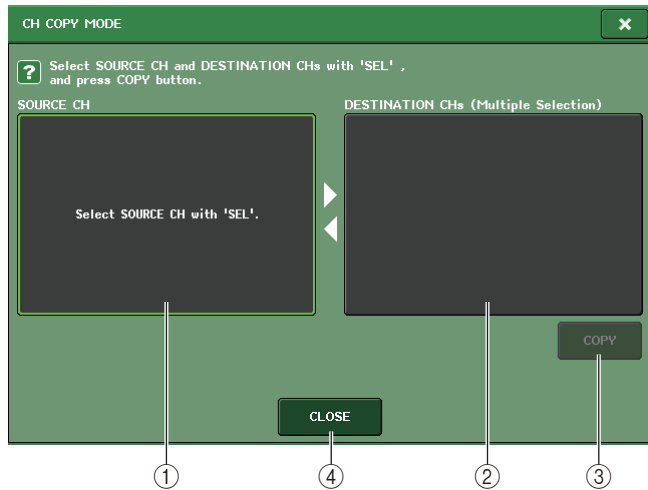 CH COPY MODE
Select SOURCE CH and DESTINATION CHs with 'SEL' ,
and press COPY button.
SOURCE CH
DESTINATION CHs (Multiple Selection)
Select SOURCE CH with 'SEL'.
COPY
CLOSE
① ④ ② ③